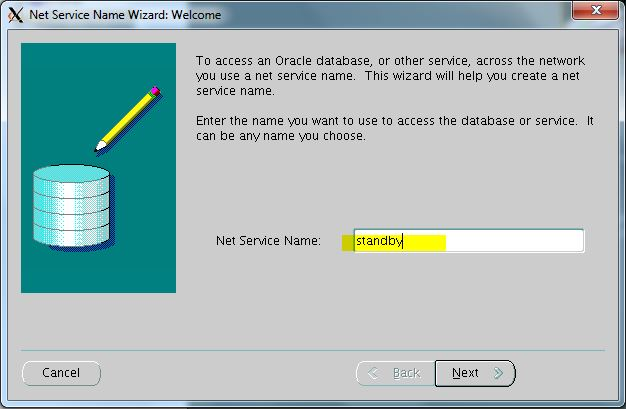 Net Service Name Wizard: Welcome
To access an Oracle database, or other service, across the network
you use a net service name. This wizard will help you create a net
service name.
Enter the name you want to use to access the database or service. It
can be any name you choose.
Net Service Name: standby
Cancel Back Next